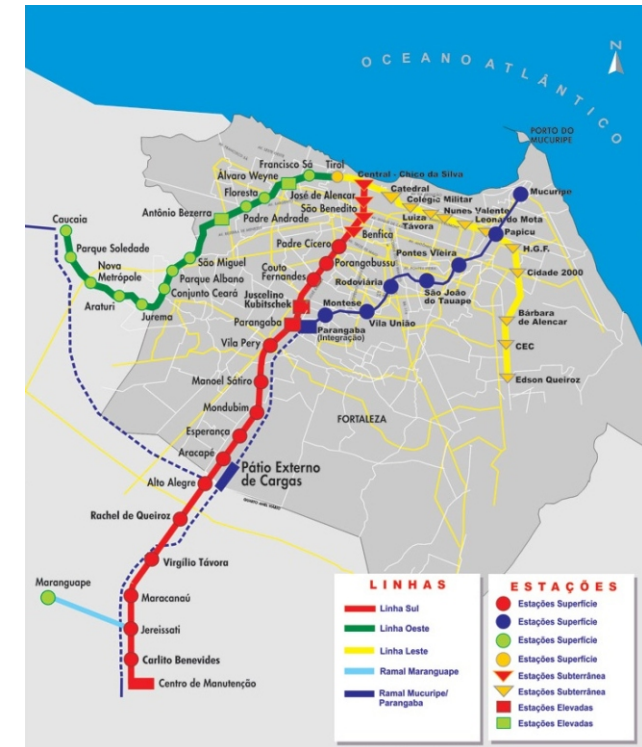 OCEANO ATLÂNTICO
N
PORTO DO
MUCURIPE
Francisco Sá
Tirol
Álvaro Weyne
Central - Chico da Silva
Mucuripe
Floresta
José de Alencar
Catedral
Colégio Militar
São Benedito
Nunes Valente
Luiza
Távora
Leonardo Mota
Antônio Bezerra
Padre Andrade
Caucaia
Benfica
Papicu
Padre Cícero
Pontes Vieira
H.G.F.
Parque Soledade
São Miguel
Porangobussu
Nova
Metrópole
Parque Albano
Couto
Fernandes
Rodoviária
Cidade 2000
Conjunto Ceará
São João
do Tauape
Araturi
Juscelino
Kubitschek
Montese
Jurema
Bárbara
de Alencar
Parangaba
Parangaba
(Integração)
Vila União
Vila Pery
CEC
Manoel Sátiro
Edson Queiroz
Mondubim
FORTALEZA
Esperança
Aracapé
Pátio Externo
de Cargas
Alto Alegre
Rachel de Queiroz
Virgílio Távora
Maranguape
Maracanaú
Jereissati
Carlito Benevides
Centro de Manutenção
LINHAS
Linha Sul
Linha Oeste
Linha Leste
Ramal Maranguape
Ramal Mucuripe/
Parangaba
ESTAÇÕES
Estações Superfície
Estações Superfície
Estações Superfície
Estações Superfície
Estações Subterrânea
Estações Subterrânea
Estações Elevadas
Estações Elevadas